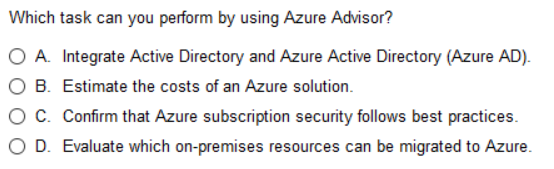 Which task can you perform by using Azure Advisor?
A. Integrate Active Directory and Azure Active Directory (Azure AD).
B. Estimate the costs of an Azure solution.
C. Confirm that Azure subscription security follows best practices.
D. Evaluate which on-premises resources can be migrated to Azure.